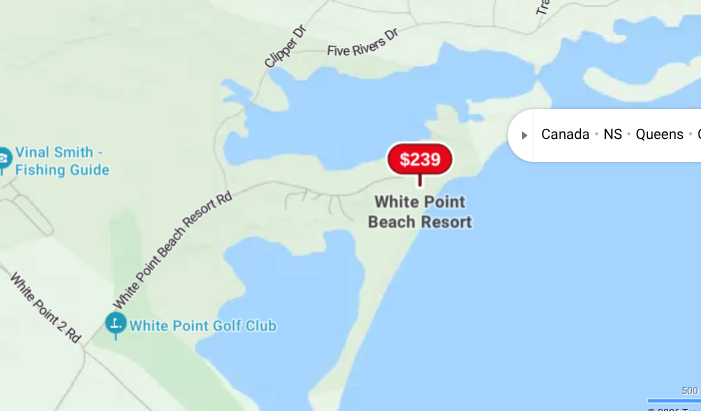 Tra
Clipper Dr
Five Rivers Dr
Canada • NS • Queens •
Vinal Smith -
Fishing Guide
$239
White Point
Beach Resort
White Point Beach Resort Rd
White Point 2 Rd
White Point Golf Club
500